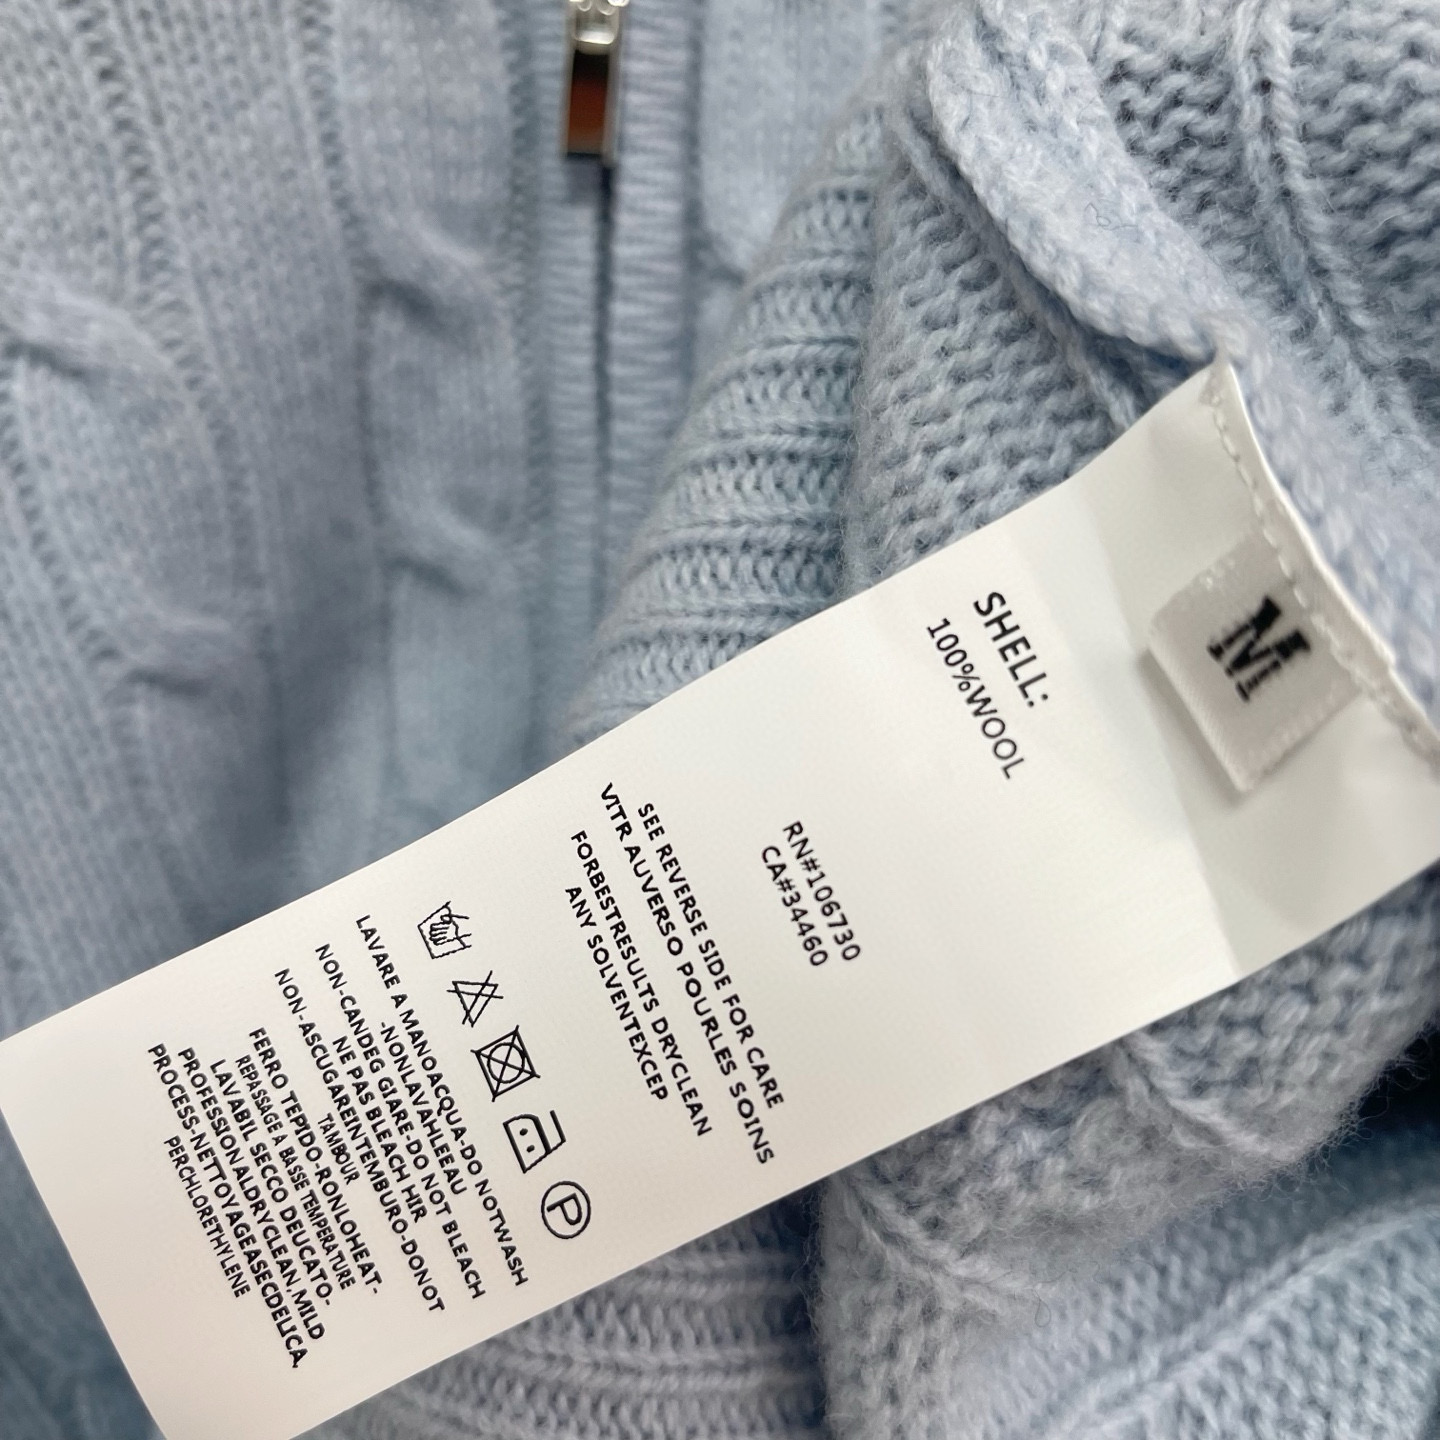 M
SHELL:
100%WOOL
RN#106730
CA#34460
SEE REVERSE SIDE FOR CARE
VITR AUVERSO POURLES SOINS
FORBESTRESULTS DRYCLEAN
ANY SOLVENTEXCEP
P
LAVARE A MANOACQUA-DO NOTWASH
-NONLAVAHLEEAU
NON-CANDEG GIARE-DO NOT BLEACH
NE PAS BLEACH HIR
NON-ASCUGAREINTEMBURO-DONOT
TAMBOUR
FERRO TEPIDO-RONLOHEAT-
REPASSAGE A BASSE TEMPERATURE
LAVABIL SECCO DEUCATO-
PROFESSIONALDRYCLEAN,MILD
PROCESS-NETTOYAGEASECDELICA,
PERCHLORETHYLENE